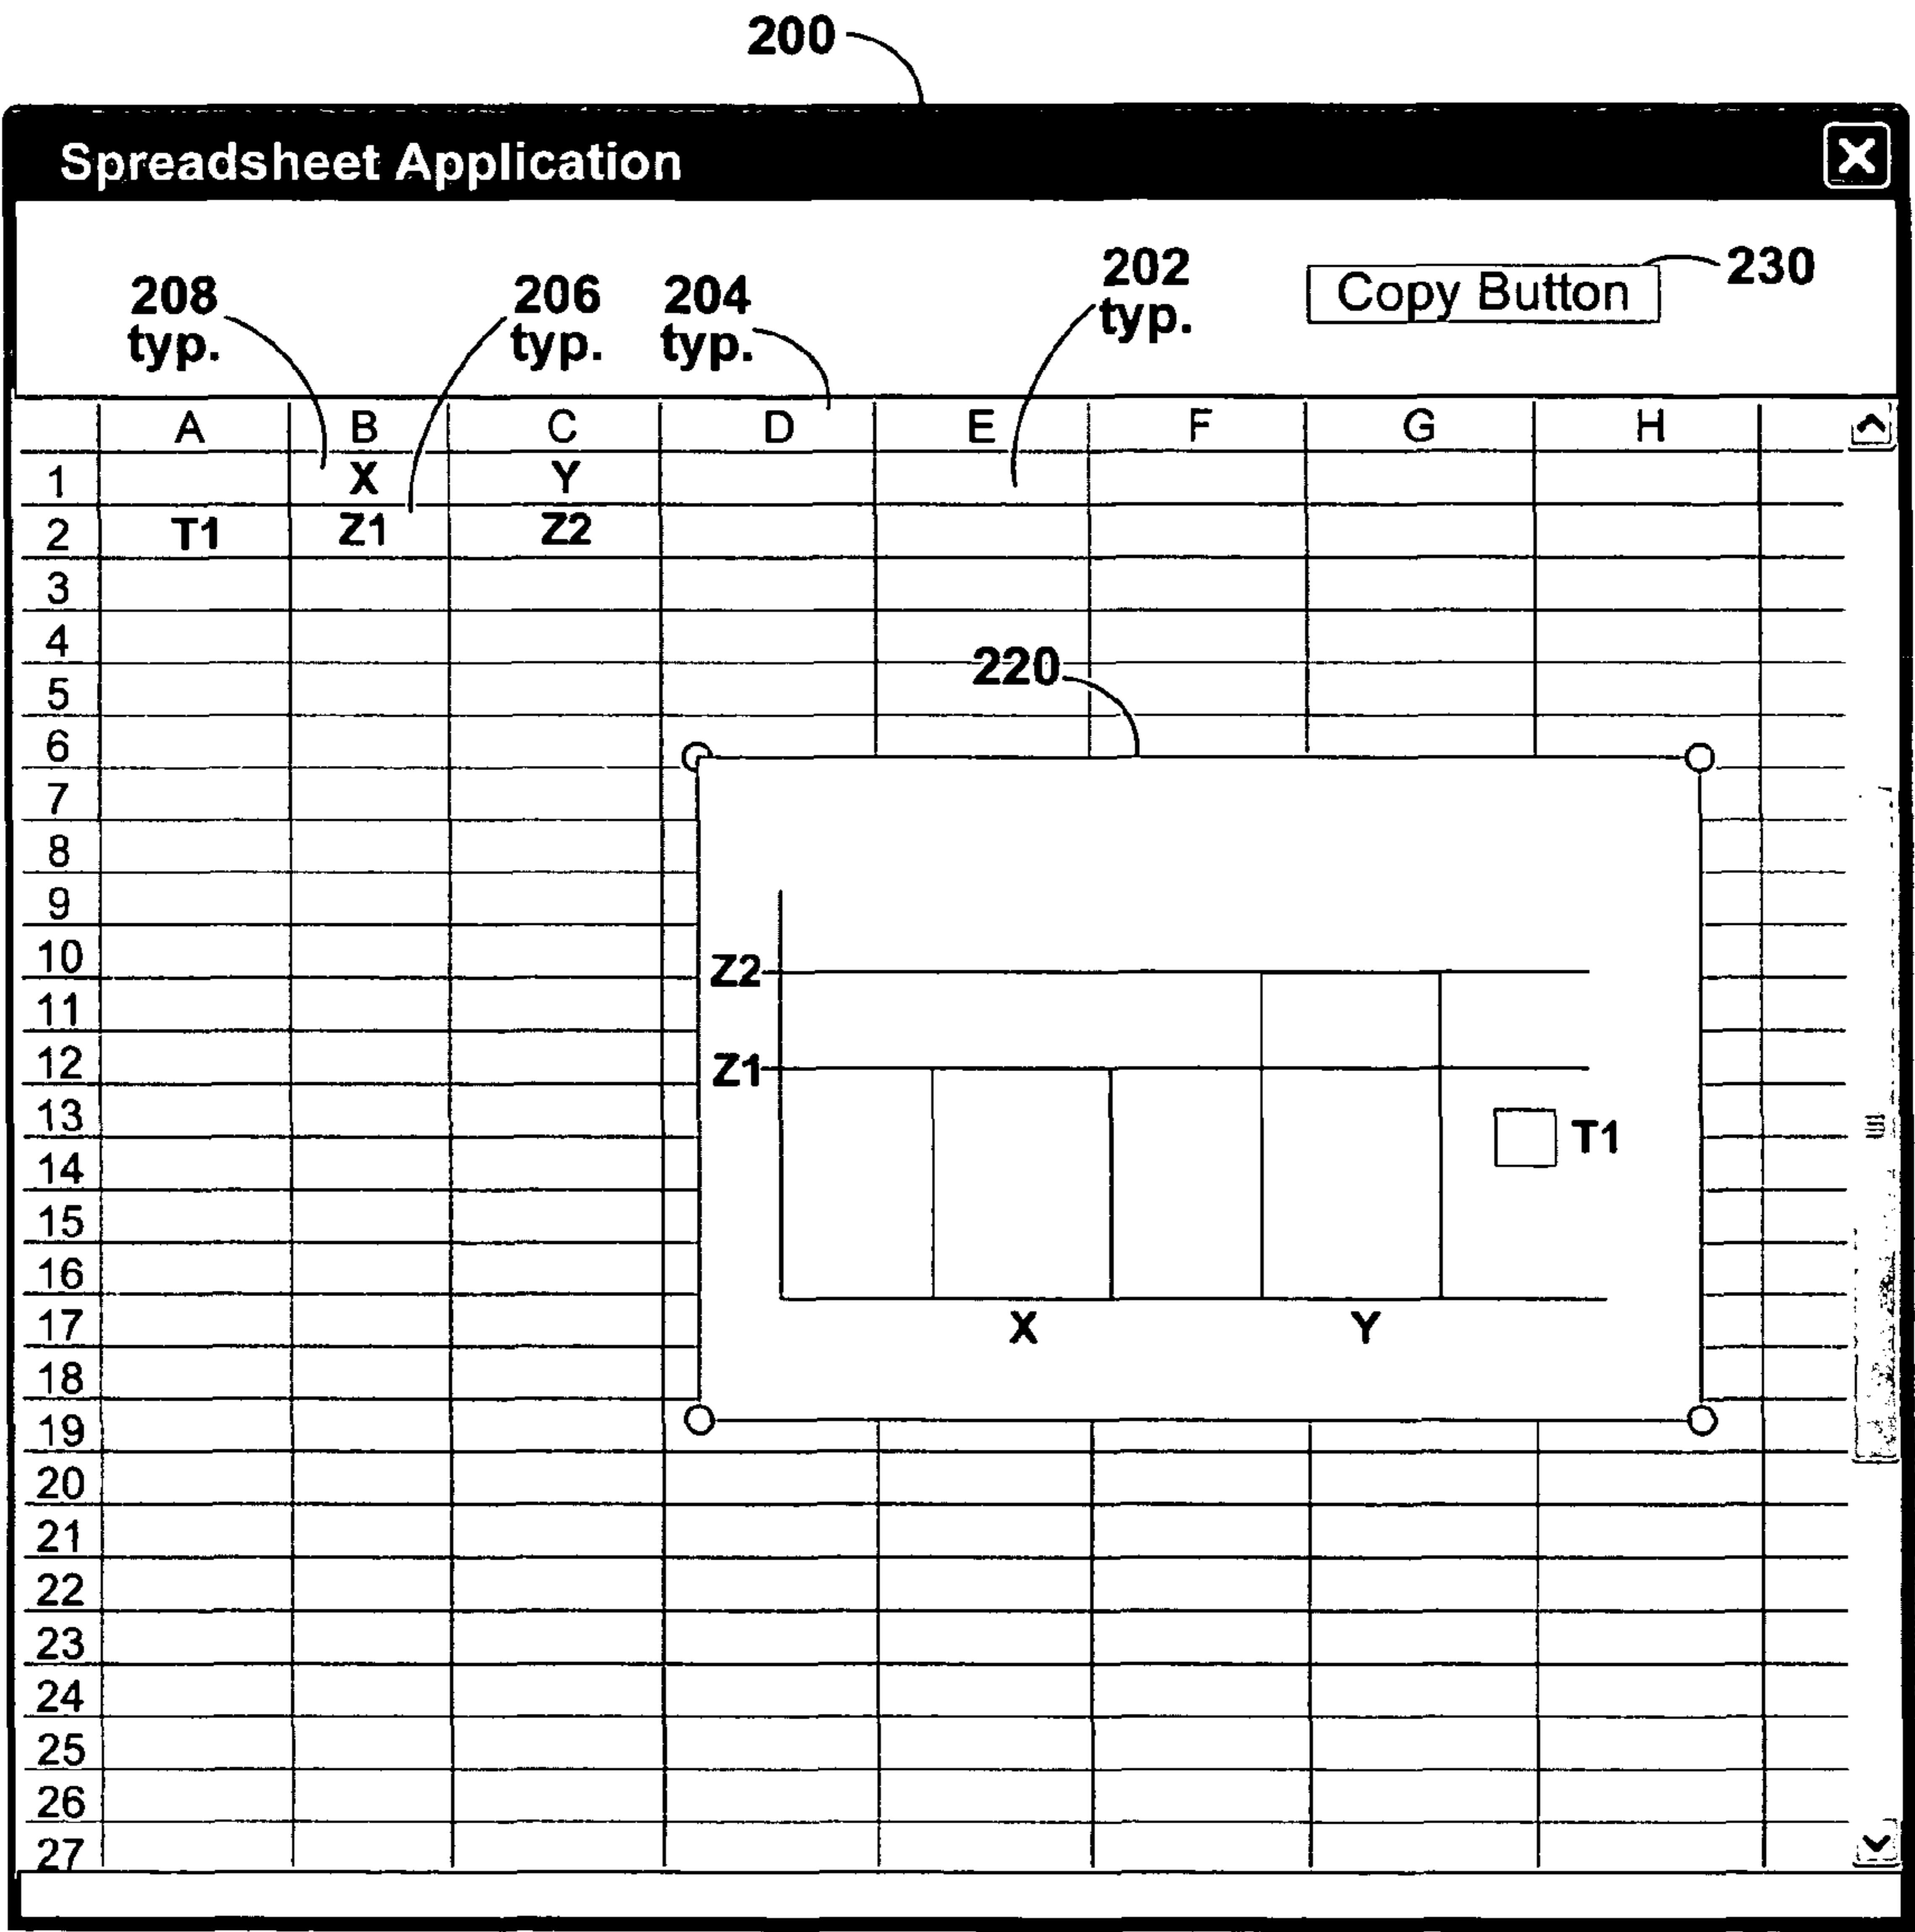 200
Spreadsheet Application X
208 typ.
206 typ.
204 typ.
202 typ.
Copy Button
230
A B C D E F G H
1 X Y
2 T1 Z1 Z2
3
4
5
220
6
7
8
9
10
Z2
11
12
Z1
13
T1
14
15
16
17
X Y
18
19
20
21
22
23
24
25
26
27